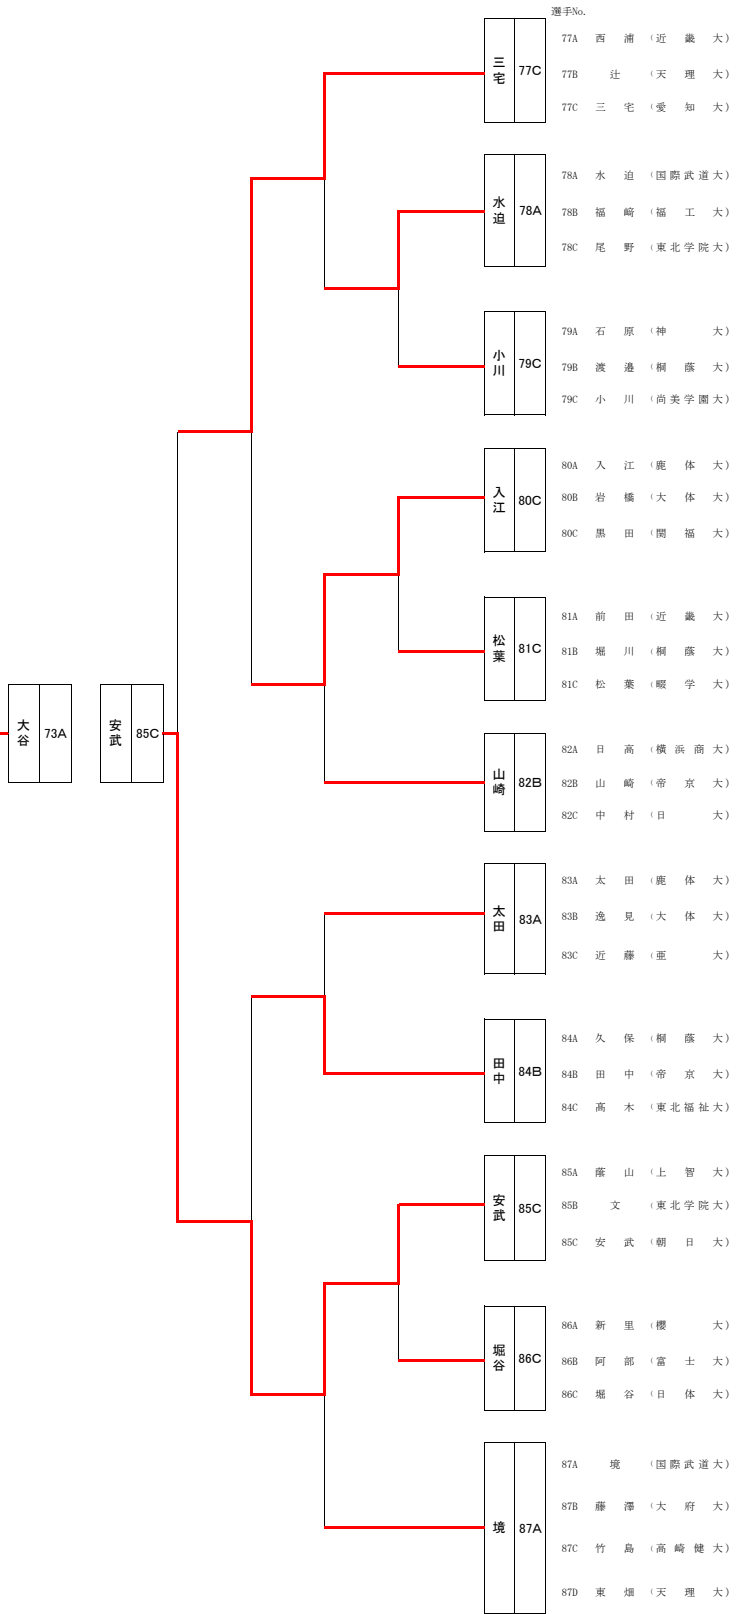 選手No.
三宅 77C
77A 西浦 (近畿大)
77B 辻 (天理大)
77C 三宅 (愛知大)
水迫 78A
78A 水迫 (国際武道大)
78B 福﨑 (福工大)
78C 尾野 (東北学院大)
小川 79C
79A 石原 (神大)
79B 渡邉 (桐蔭大)
79C 小川 (尚美学園大)
入江 80C
80A 入江 (鹿体大)
80B 岩橋 (大体大)
80C 黒田 (関福大)
松葉 81C
81A 前田 (近畿大)
81B 堀川 (桐蔭大)
81C 松葉 (畷学大)
山崎 82B
82A 日高 (横浜商大)
82B 山崎 (帝京大)
82C 中村 (日大)
大谷 73A
安武 85C
太田 83A
83A 太田 (鹿体大)
83B 逸見 (大体大)
83C 近藤 (亜大)
田中 84B
84A 久保 (桐蔭大)
84B 田中 (帝京大)
84C 髙木 (東北福祉大)
安武 85C
85A 蔭山 (上智大)
85B 文 (東北学院大)
85C 安武 (朝日大)
堀谷 86C
86A 新里 (櫻大)
86B 阿部 (富士大)
86C 堀谷 (日体大)
境 87A
87A 境 (国際武道大)
87B 藤澤 (大府大)
87C 竹島 (高崎健大)
87D 東畑 (天理大)